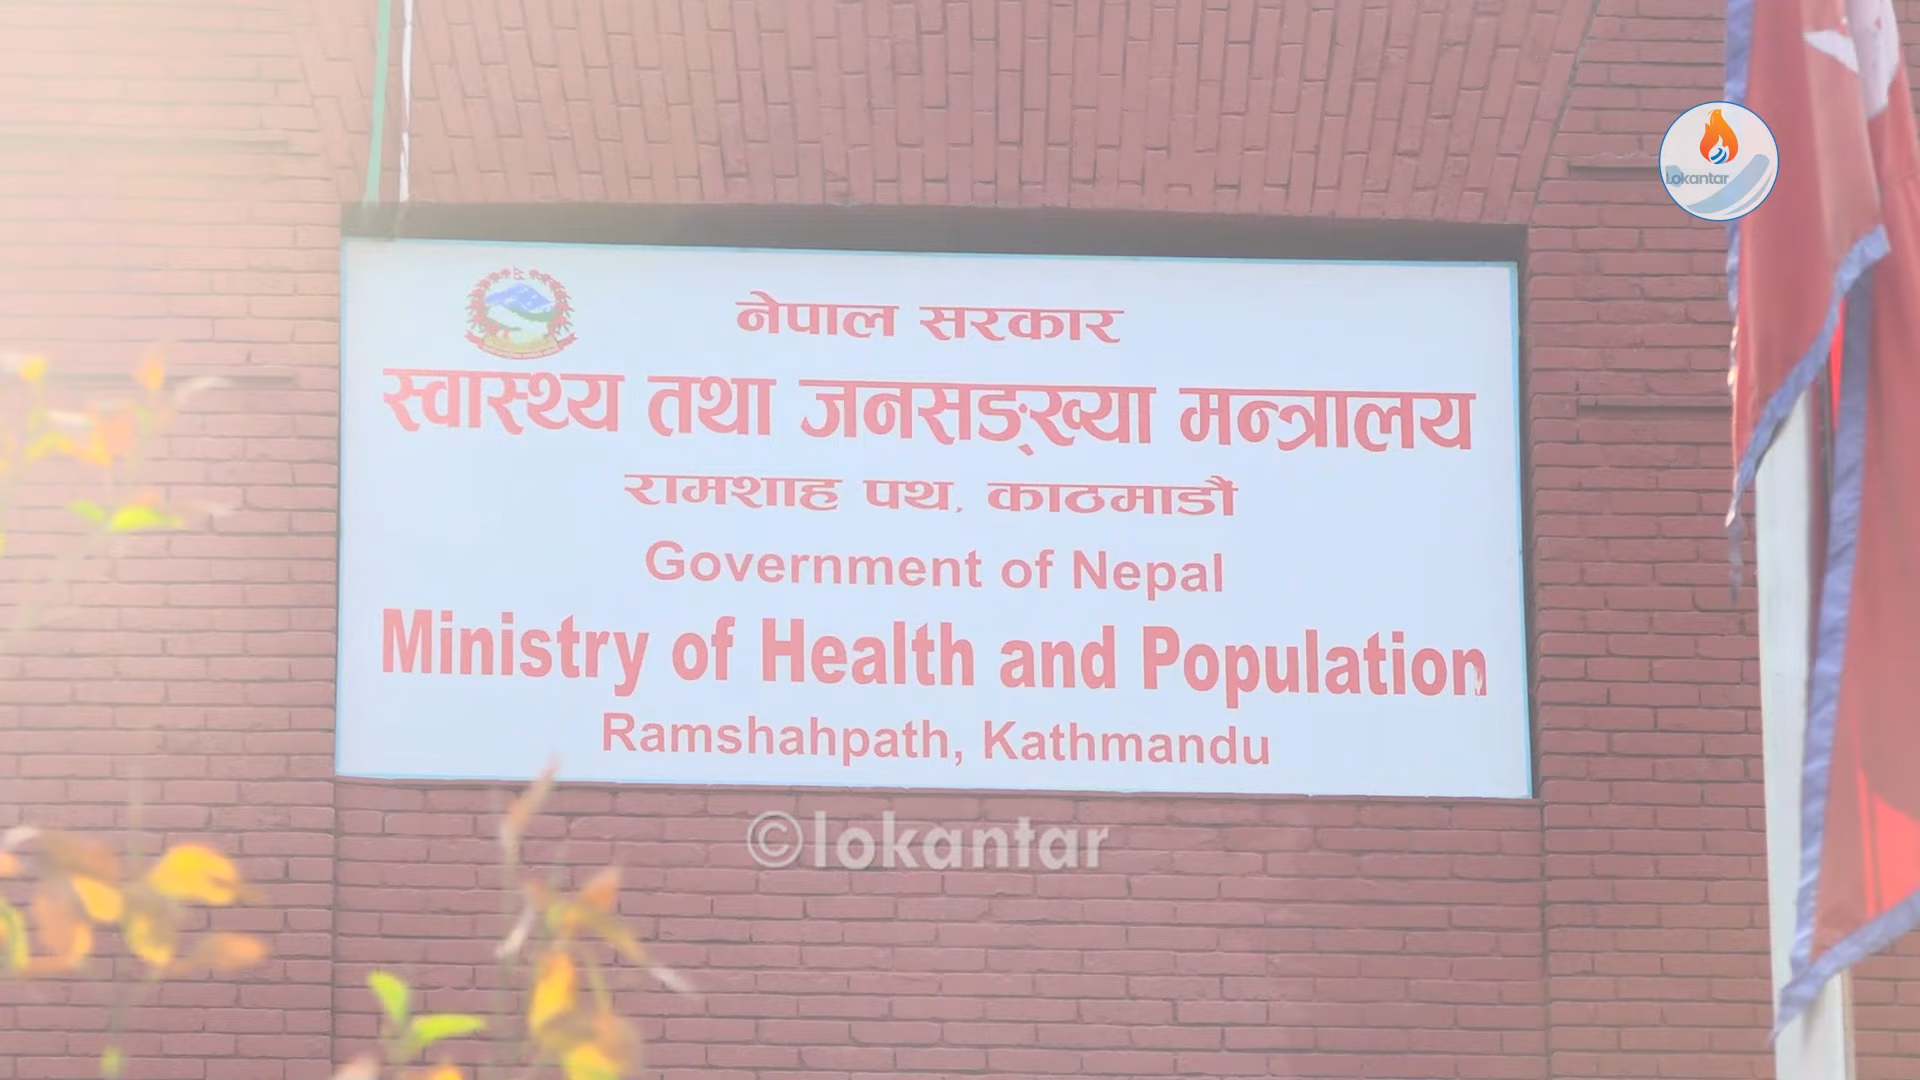 Lokantar
नेपाल सरकार
स्वास्थ्य तथा जनसङ्ख्या मन्त्रालय
रामशाह पथ, काठमाडौं
Government of Nepal
Ministry of Health and Population
Ramshahpath, Kathmandu
©lokantar